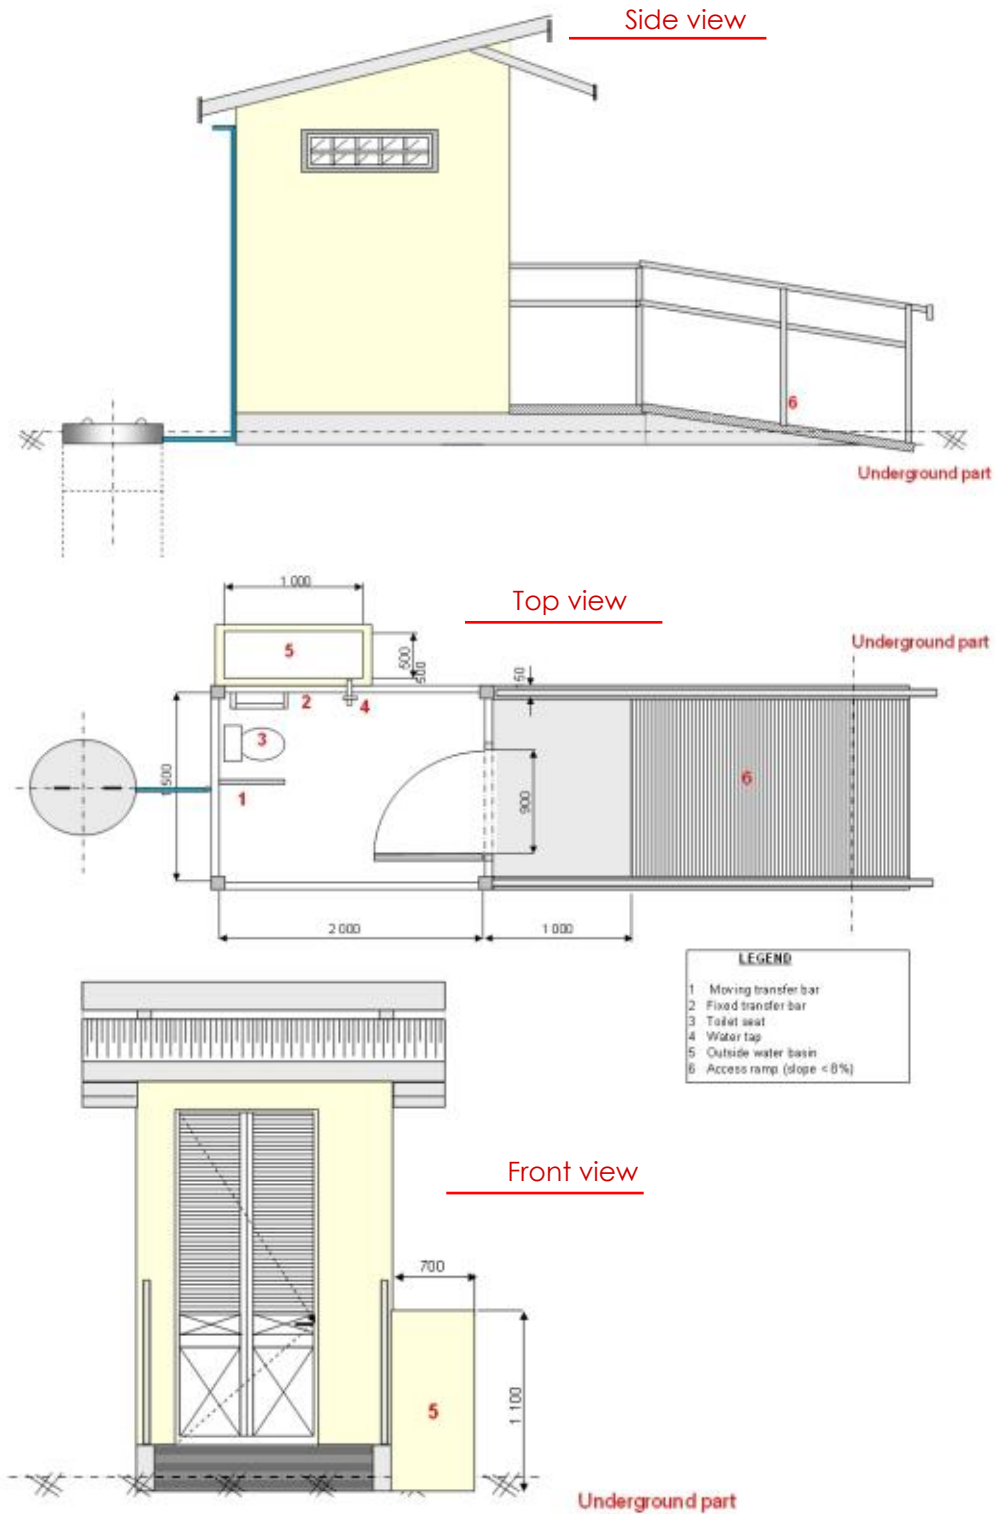 Side view
6
Underground part
1 000
Top view
Underground part
5
500
500
50
2
4
3
1 500
6
1
900
2 000
1 000
LEGEND
1 Moving transfer bar
2 Fixed transfer bar
3 Toilet seat
4 Water tap
5 Outside water basin
6 Access ramp (slope < 8%)
Front view
700
1 100
5
Underground part